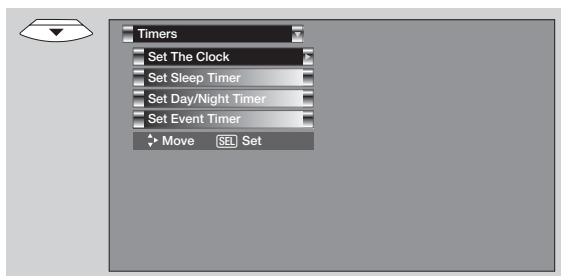 Timers
Set The Clock
Set Sleep Timer
Set Day/Night Timer
Set Event Timer
Move SEL Set